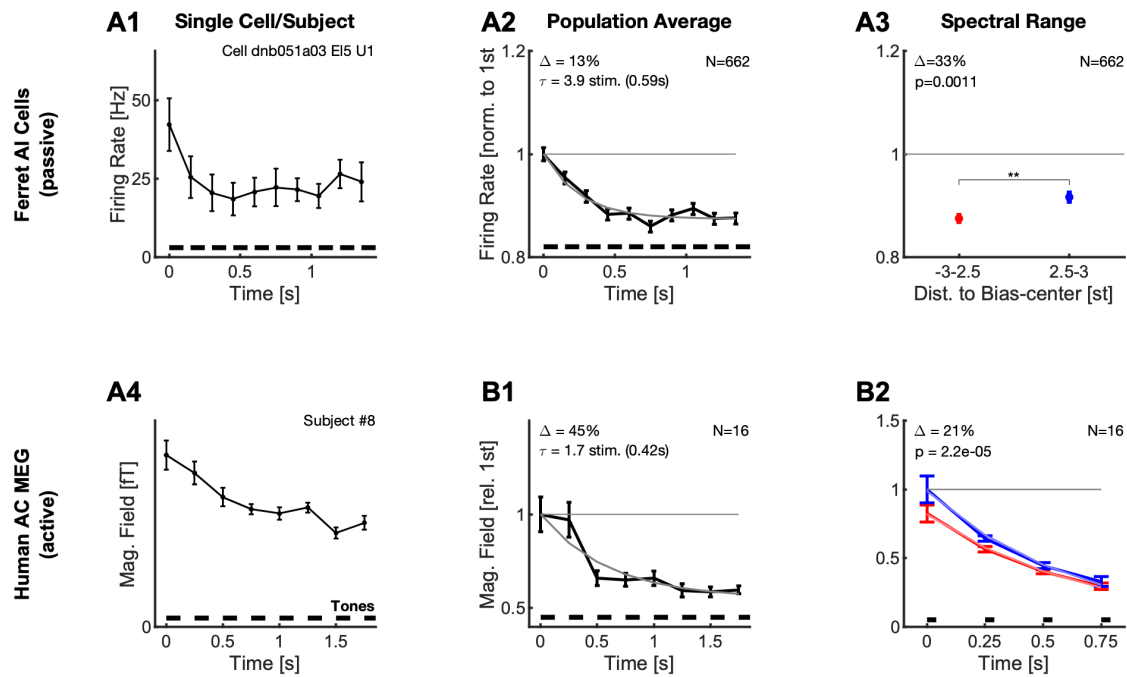 A1 Single Cell/Subject
A2 Population Average
A3 Spectral Range
Ferret AI Cells
(passive)
Cell dnb051a03 El5 U1
Firing Rate [Hz]
50
25
0
0 0.5 1
Time [s]
Δ = 13%
N=662
τ = 3.9 stim. (0.59s)
Firing Rate [norm. to 1st
1.2
1
0.8
0 0.5 1
Time [s]
Δ=33%
N=662
p=0.0011
**
1.2
1
0.8
-3-2.5 2.5-3
Dist. to Bias-center [st]
Human AC MEG
(active)
A4
Subject #8
Mag. Field [fT]
Tones
0
0 0.5 1 1.5
Time [s]
B1
Δ = 45%
N=16
τ = 1.7 stim. (0.42s)
Mag. Field [rel. 1st]
1
0.5
0 0.5 1 1.5
Time [s]
B2
Δ = 21%
N=16
p = 2.2e-05
1.5
1
0.5
0
0 0.25 0.5 0.75
Time [s]